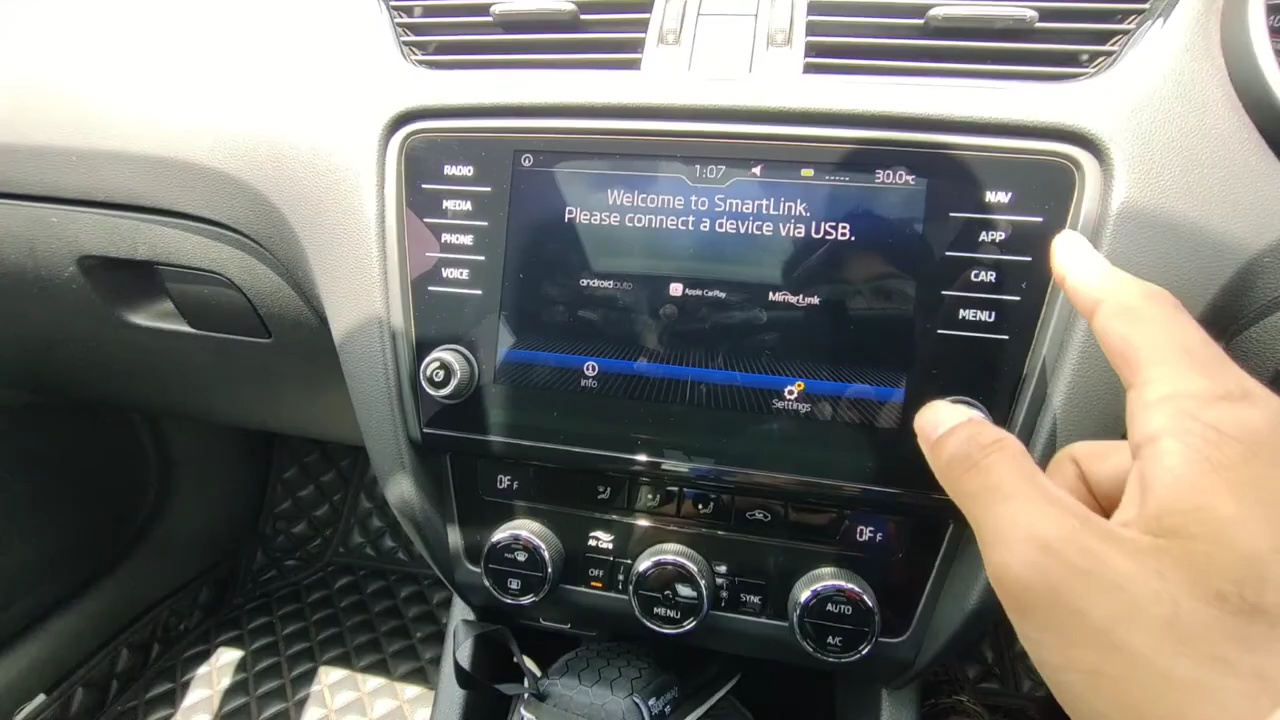 RADIO
MEDIA
PHONE
VOICE
1:07
30.0°C
Welcome to SmartLink.
Please connect a device via USB.
androidauto
Apple CarPlay
MirrorLink
Info
Settings
NAV
APP
CAR
MENU
OFF
OFF
MAX
Air Care
OFF
MENU
SYNC
AUTO
A/C